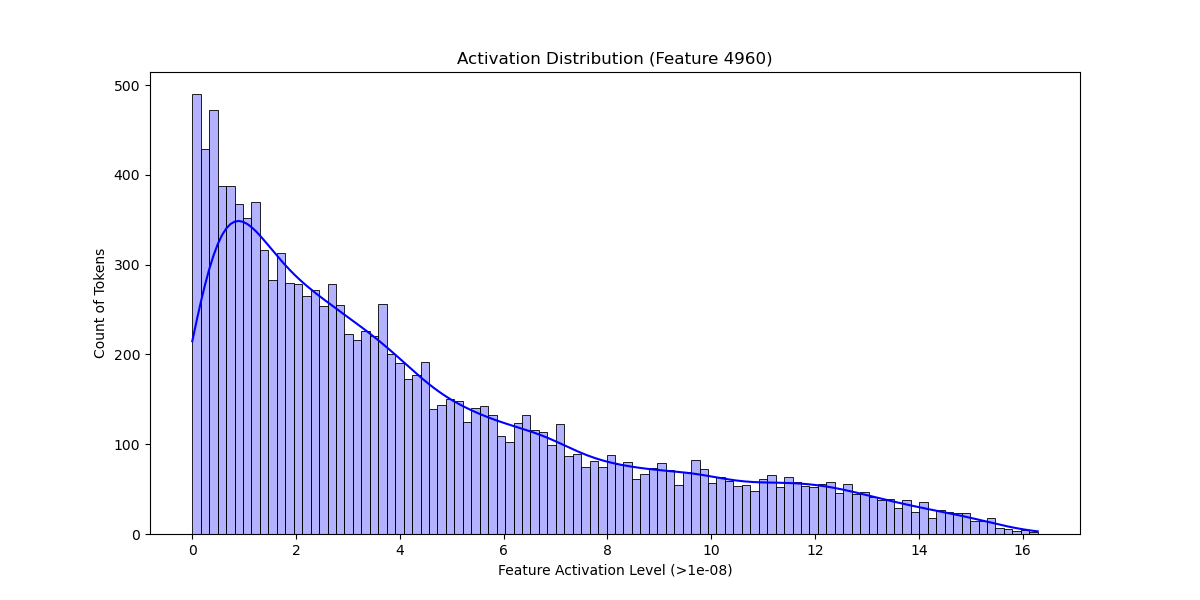 Activation Distribution (Feature 4960)
500
400
300
200
100
0
Count of Tokens
0 2 4 6 8 10 12 14 16
Feature Activation Level (>1e-08)